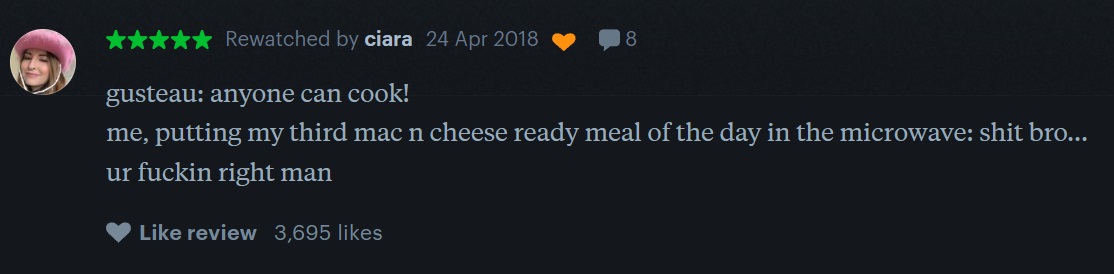 Rewatched by ciara 24 Apr 2018 8
gusteau: anyone can cook!
me, putting my third mac n cheese ready meal of the day in the microwave: shit bro...
ur fuckin right man
Like review 3,695 likes